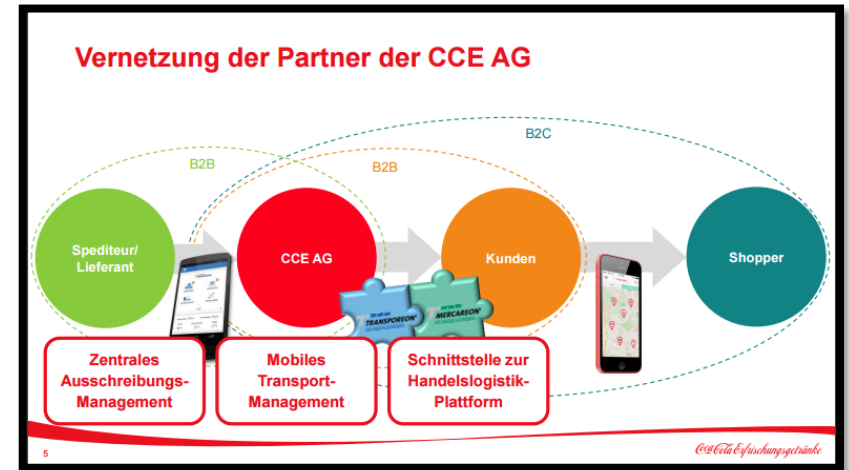 Vernetzung der Partner der CCE AG
B2C
B2B
B2B
Spediteur/
Lieferant
CCE AG
Kunden
Shopper
TRANSPOREON
MERCAREON
Zentrales
Ausschreibungs-
Management
Mobiles
Transport-
Management
Schnittstelle zur
Handelslogistik-
Plattform
5
Coca-Cola Erfrischungsgetränke